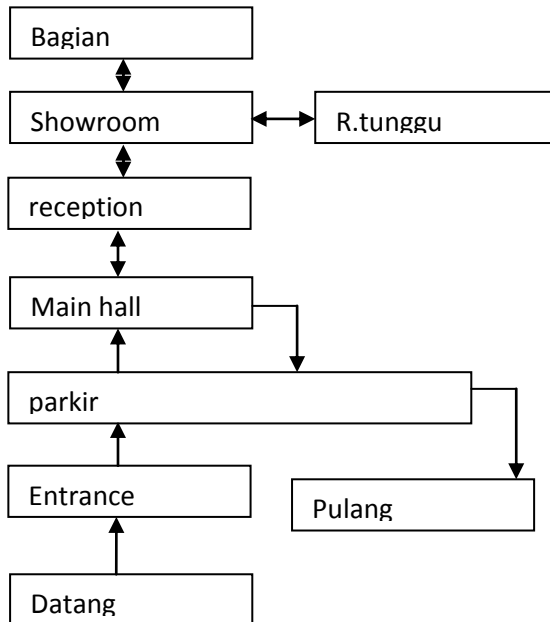 Bagian
Showroom
R.tunggu
reception
Main hall
parkir
Entrance
Pulang
Datang